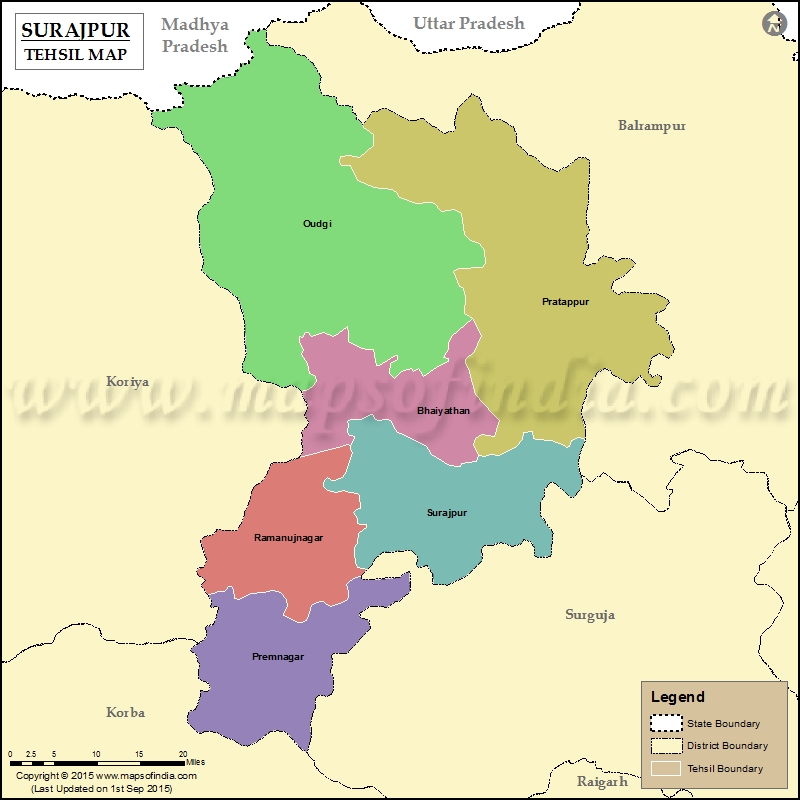 SURAJPUR
TEHSIL MAP
Madhya
Pradesh
Uttar Pradesh
N
Balrampur
Oudgi
Pratappur
Koriya
www.mapsofindia.com
Bhaiyathan
Surajpur
Ramanujnagar
Surguja
Premnagar
Korba
Legend
State Boundary
District Boundary
Tehsil Boundary
0 2.5 5 10 15 20
Miles
Copyright © 2015 www.mapsofindia.com
(Last Updated on 1st Sep 2015)
Raigarh